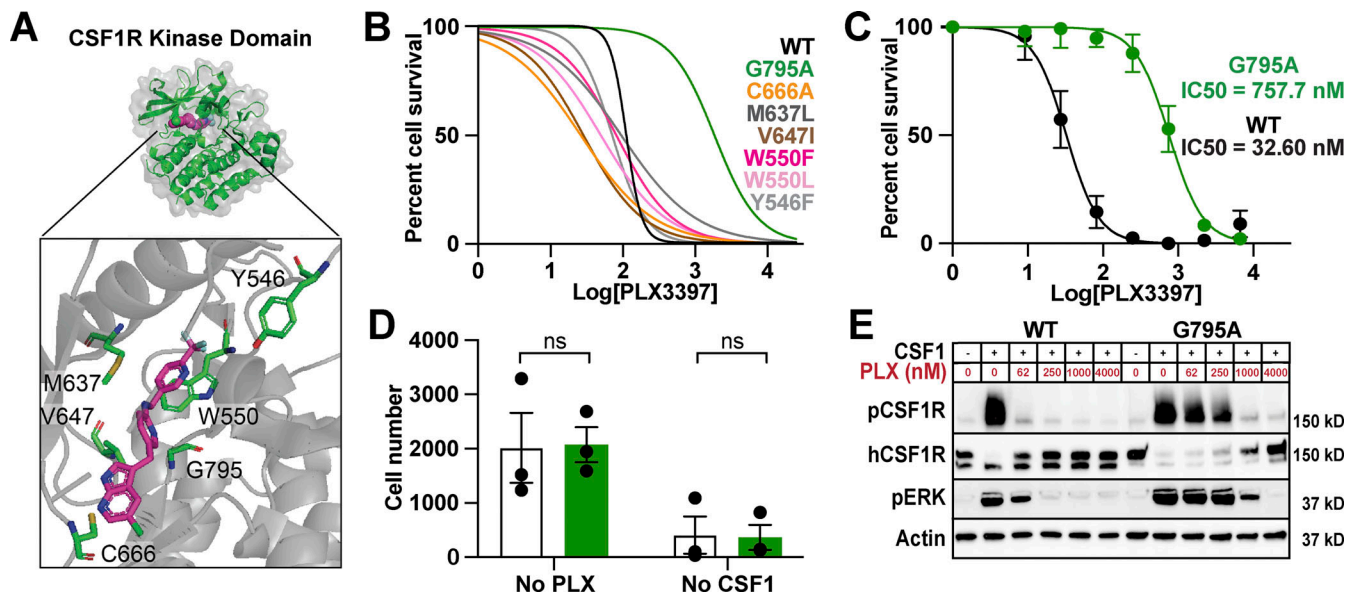 A
CSF1R Kinase Domain
Y546
M637
V647
W550
G795
C666
B
Percent cell survival
100
50
0
0 1 2 3 4
Log[PLX3397]
WT
G795A
C666A
M637L
V647I
W550F
W550L
Y546F
C
Percent cell survival
100
50
0
0 1 2 3 4
Log[PLX3397]
G795A
IC50 = 757.7 nM
WT
IC50 = 32.60 nM
D
Cell number
4000
3000
2000
1000
0
ns
ns
No PLX
No CSF1
E
WT G795A
CSF1 - + + + + + - + + + + +
PLX (nM) 0 0 62 250 1000 4000 0 0 62 250 1000 4000
pCSF1R 150 kD
hCSF1R 150 kD
pERK 37 kD
Actin 37 kD